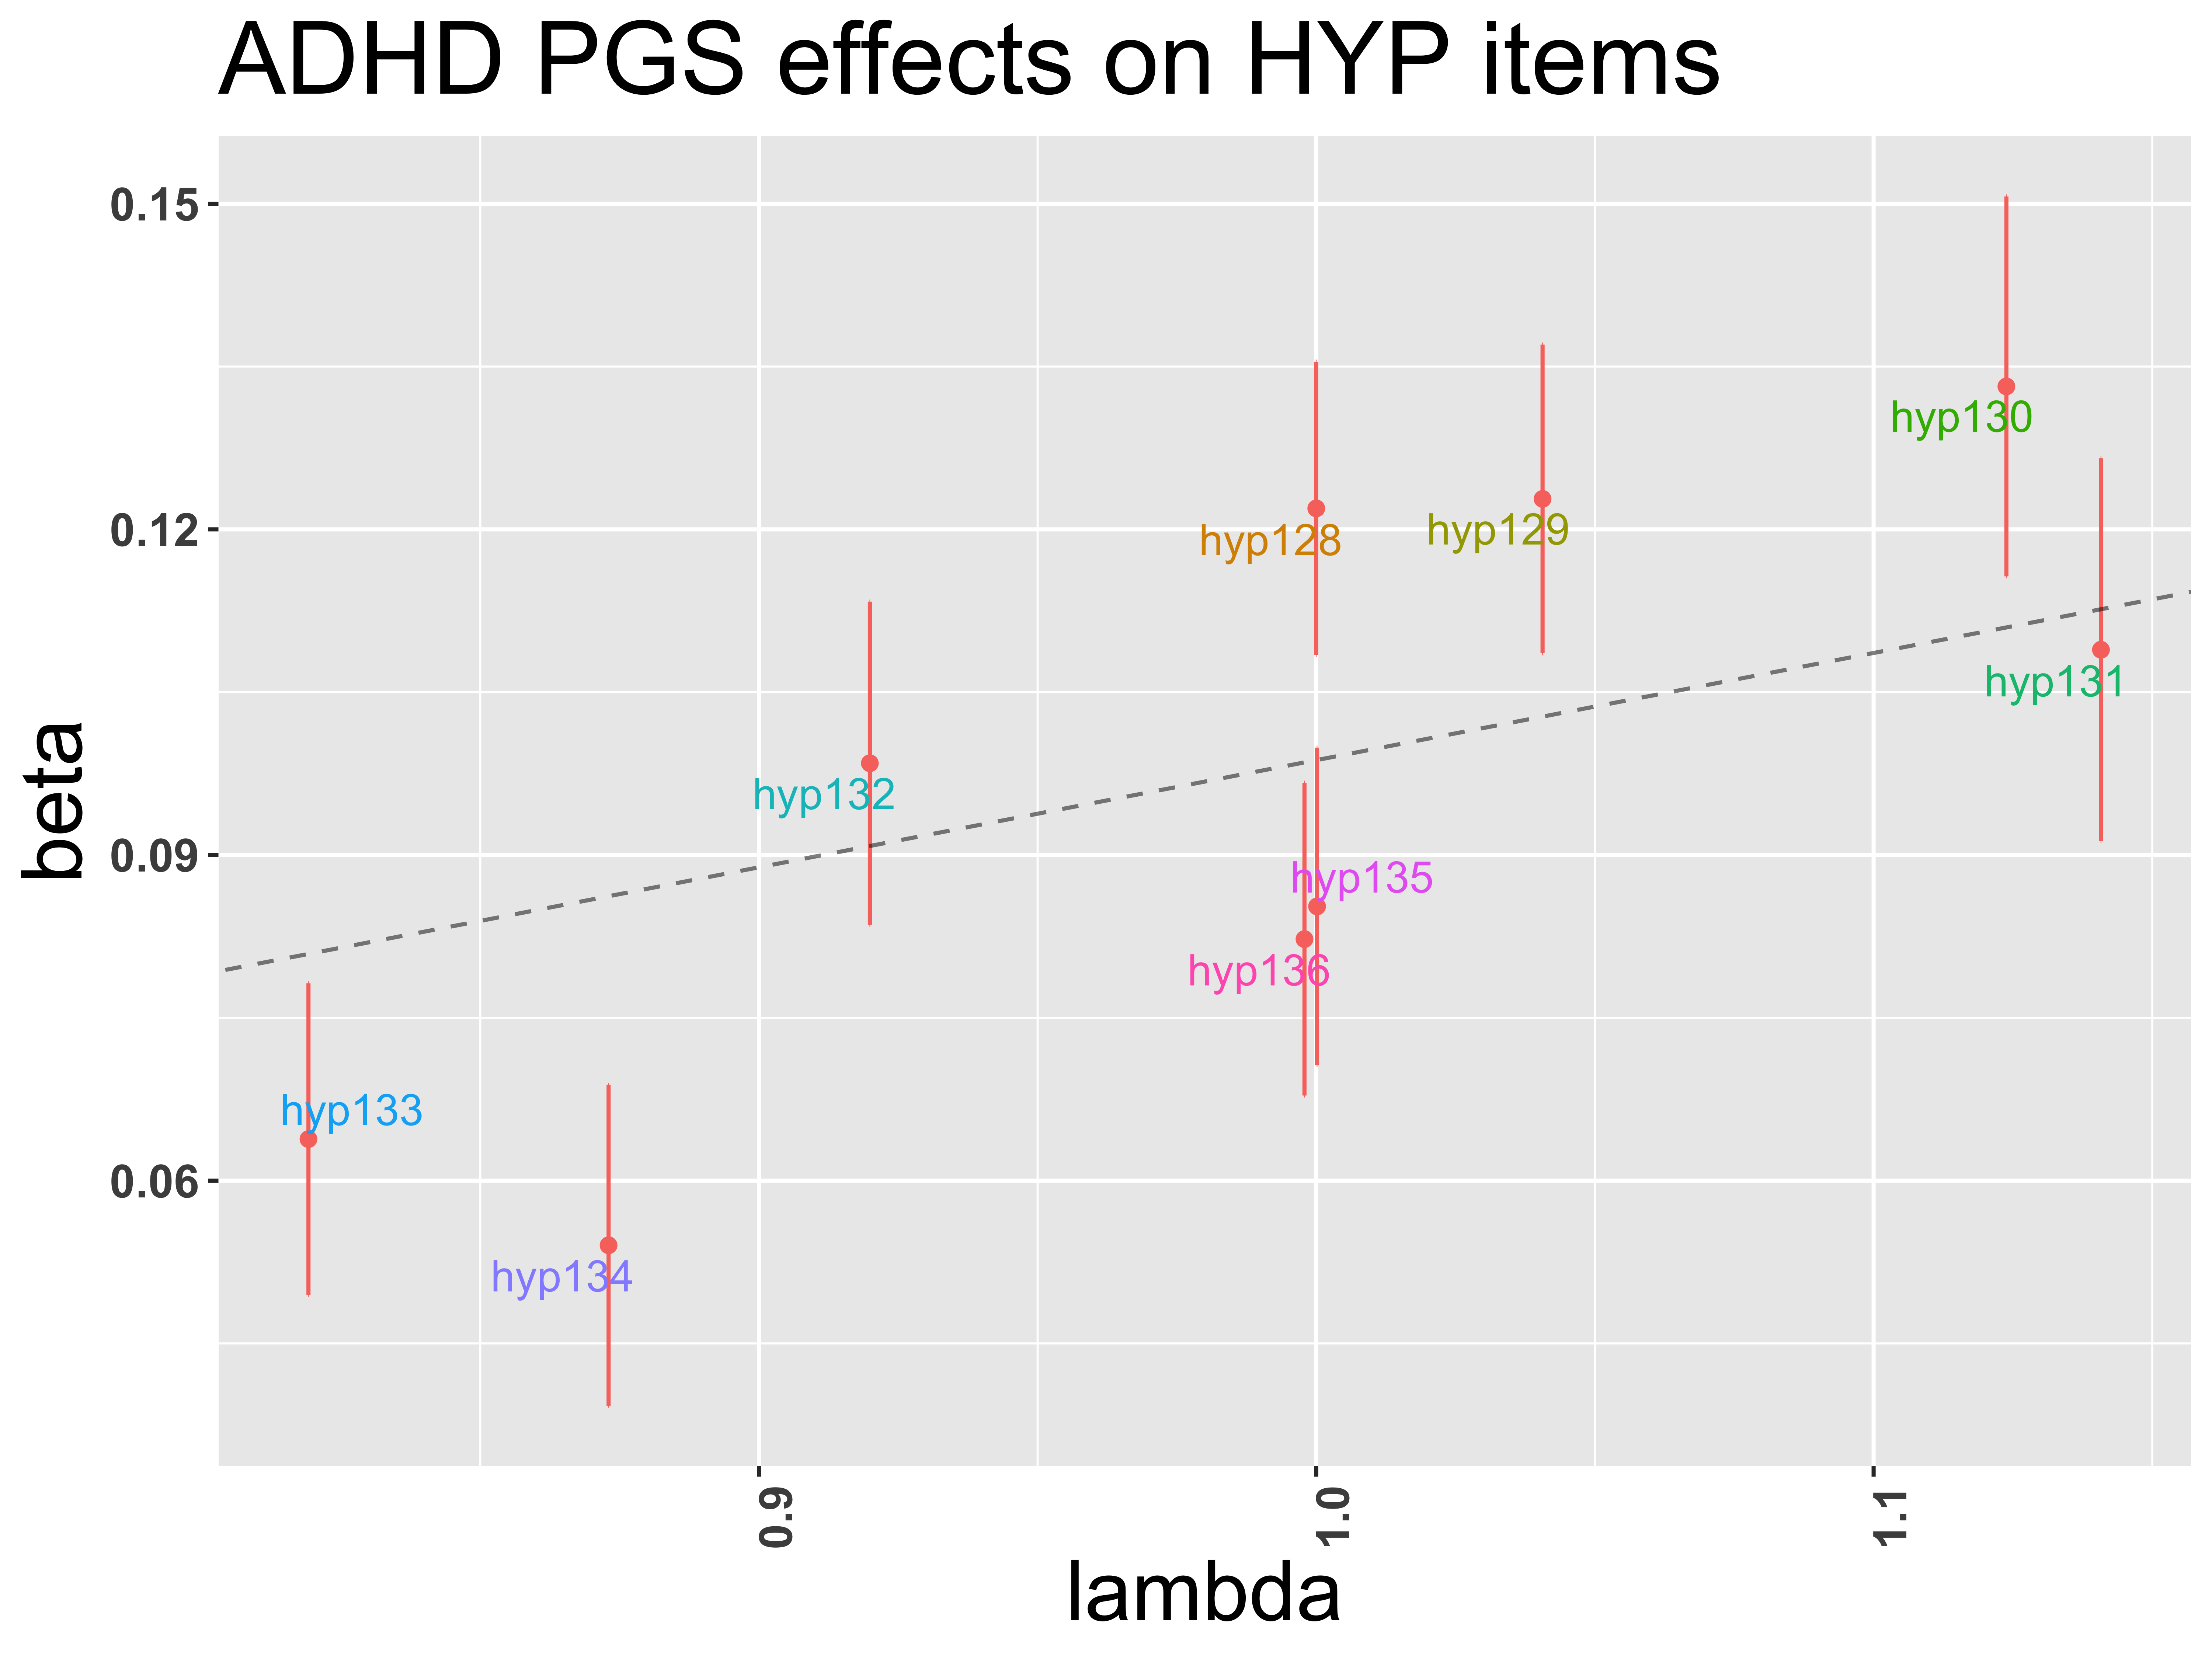 ADHD PGS effects on HYP items
0.15
hyp130
0.12
hyp128
hyp129
hyp131
hyp132
beta
0.09
hyp135
hyp136
hyp133
0.06
hyp134
0.9
1.0
1.1
lambda